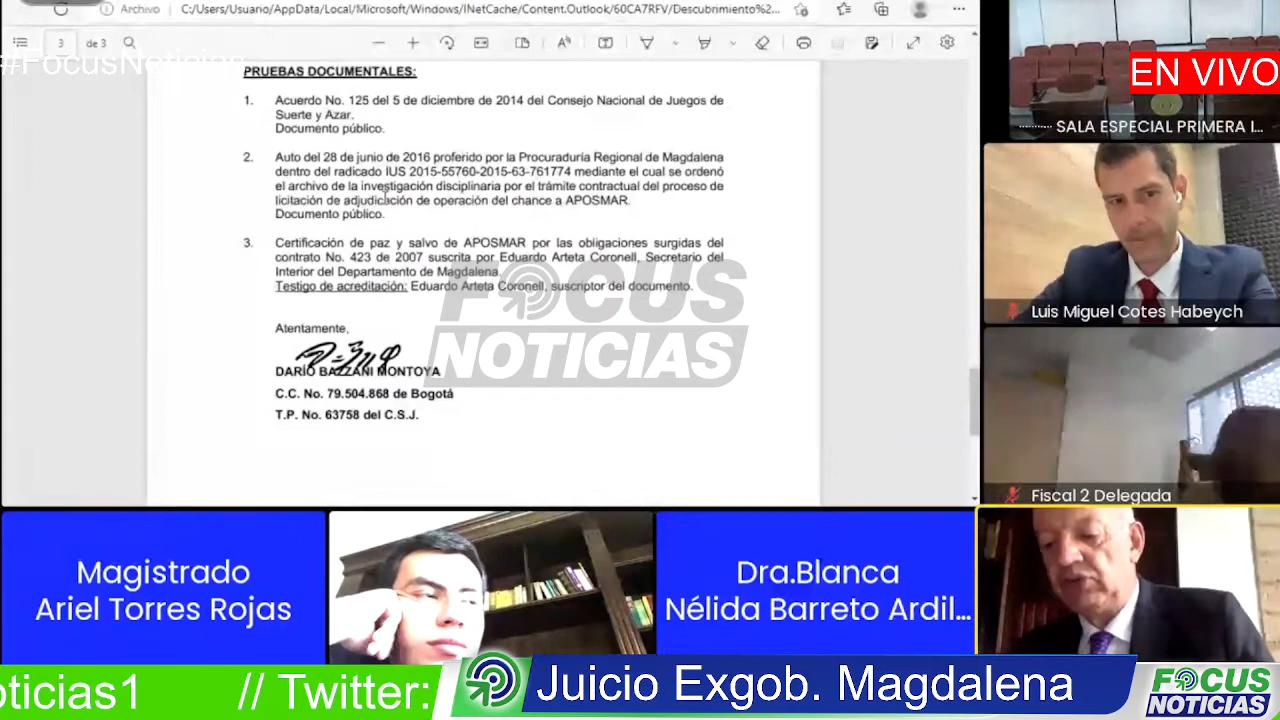 Archivo
C:/Users/Usuario/AppData/Local/Microsoft/Windows/INetCache/Content.Outlook/60CA7RFV/Descubrimiento%2...
3 de 3
#FocusNoticias
PRUEBAS DOCUMENTALES:
1. Acuerdo No. 125 del 5 de diciembre de 2014 del Consejo Nacional de Juegos de
Suerte y Azar.
Documento público.
2. Auto del 28 de junio de 2016 proferido por la Procuraduría Regional de Magdalena
dentro del radicado IUS 2015-55760-2015-63-761774 mediante el cual se ordenó
el archivo de la investigación disciplinaria por el trámite contractual del proceso de
licitación de adjudicación de operación del chance a APOSMAR.
Documento público.
3. Certificación de paz y salvo de APOSMAR por las obligaciones surgidas del
contrato No. 423 de 2007 suscrita por Eduardo Arteta Coronell, Secretario del
Interior del Departamento de Magdalena.
Testigo de acreditación: Eduardo Arteta Coronell, suscriptor del documento.
Atentamente,
DARÍO BAZZANI MONTOYA
C.C. No. 79.504.868 de Bogotá
T.P. No. 63758 del C.S.J.
FOCUS
NOTICIAS
EN VIVO
SALA ESPECIAL PRIMERA I...
Luis Miguel Cotes Habeych
Fiscal 2 Delegada
Magistrado
Ariel Torres Rojas
Dra.Blanca
Nélida Barreto Ardil...
oticias1 // Twitter:
Juicio Exgob. Magdalena
FOCUS
NOTICIAS